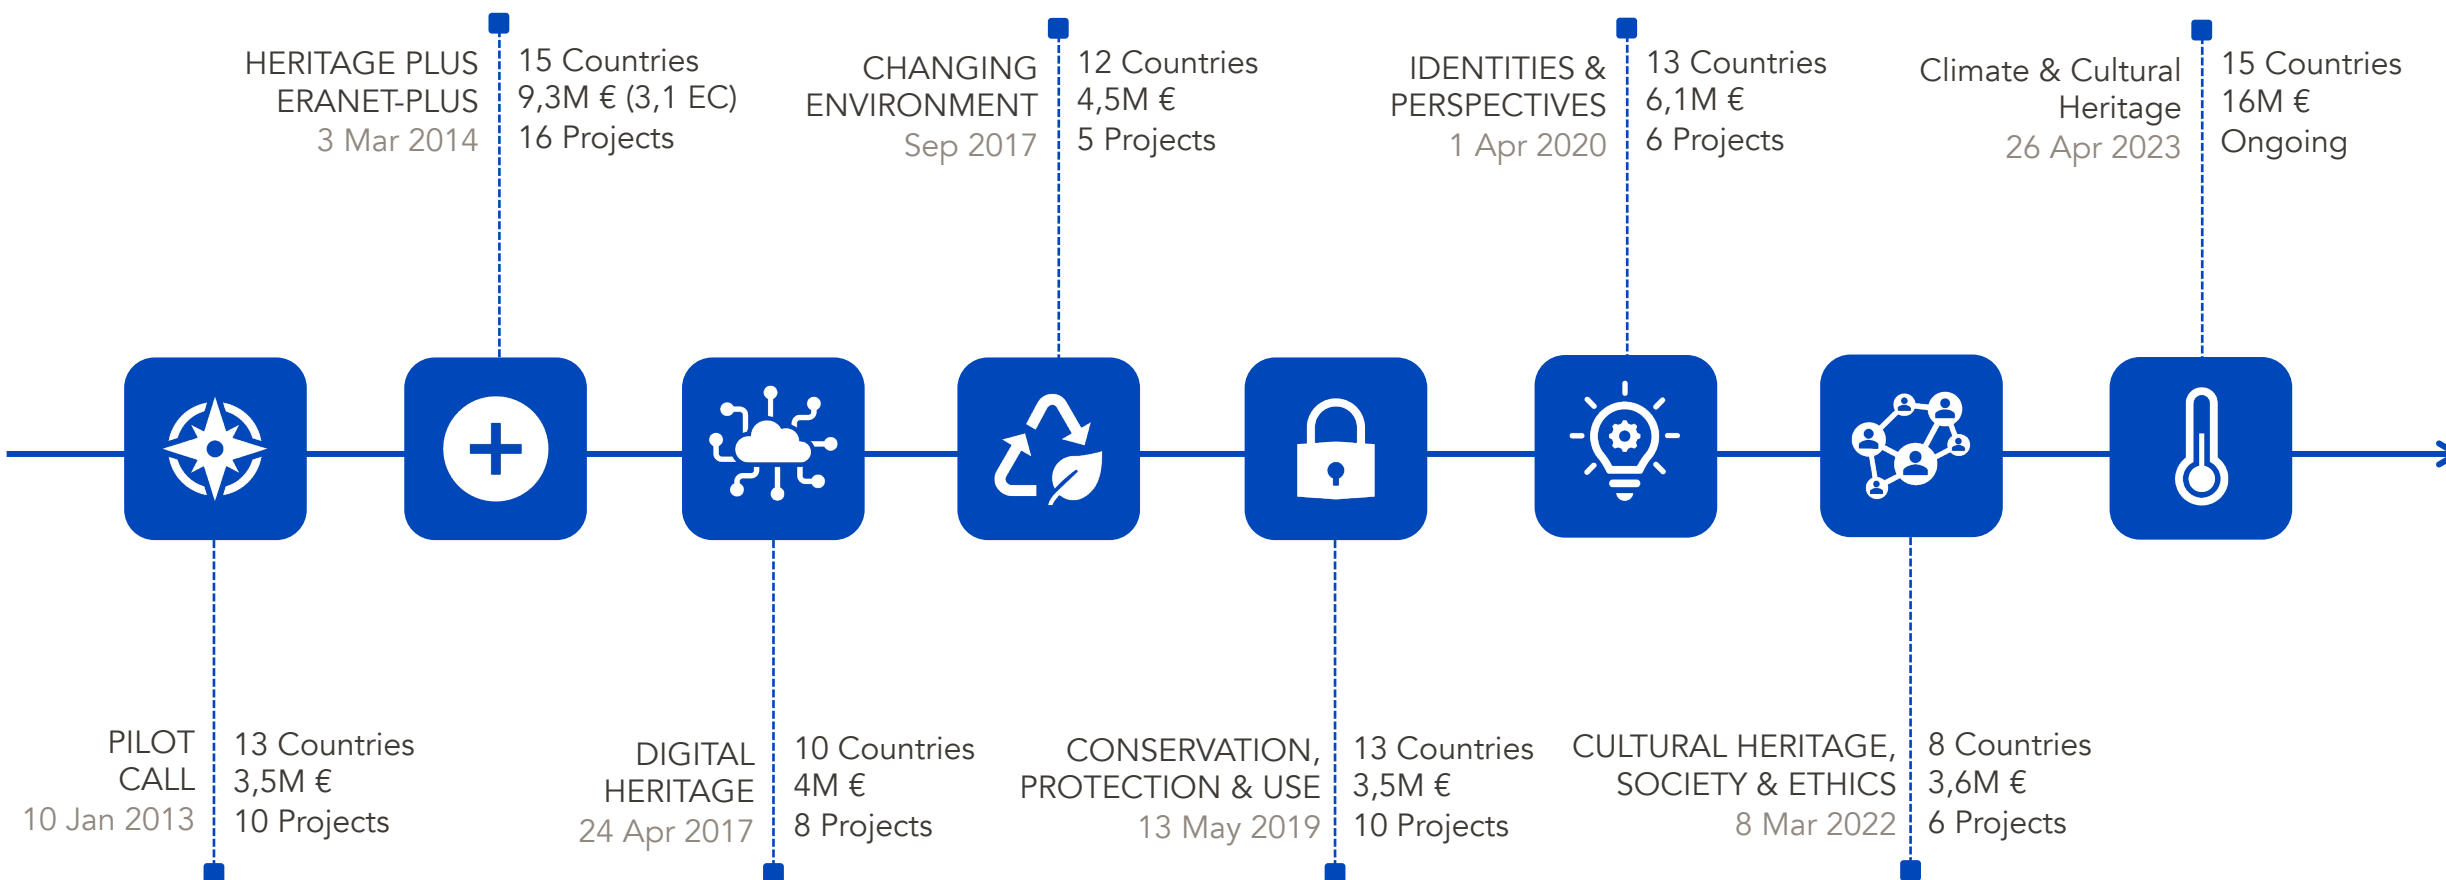 HERITAGE PLUS
ERANET-PLUS
3 Mar 2014
15 Countries
9,3M € (3,1 EC)
16 Projects
CHANGING
ENVIRONMENT
Sep 2017
12 Countries
4,5M €
5 Projects
IDENTITIES &
PERSPECTIVES
1 Apr 2020
13 Countries
6,1M €
6 Projects
Climate & Cultural
Heritage
26 Apr 2023
15 Countries
16M €
Ongoing
PILOT
CALL
10 Jan 2013
13 Countries
3,5M €
10 Projects
DIGITAL
HERITAGE
24 Apr 2017
10 Countries
4M €
8 Projects
CONSERVATION,
PROTECTION & USE
13 May 2019
13 Countries
3,5M €
10 Projects
CULTURAL HERITAGE,
SOCIETY & ETHICS
8 Mar 2022
8 Countries
3,6M €
6 Projects